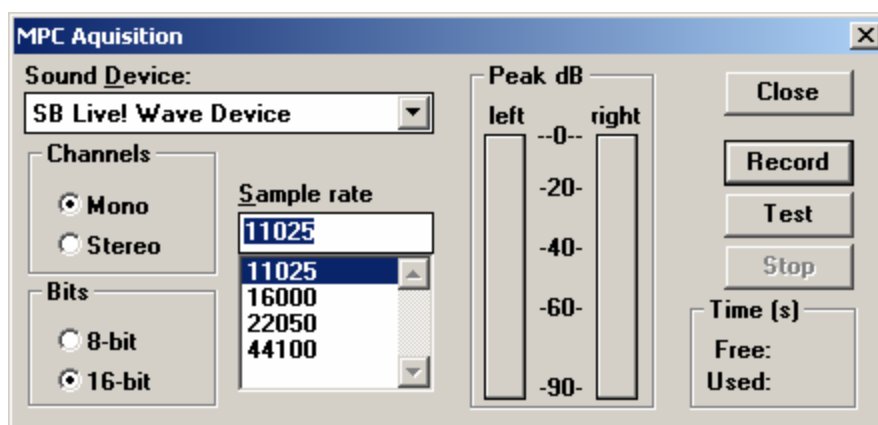 MPC Aquisition
Sound Device:
SB Live! Wave Device
Channels
Mono
Stereo
Bits
8-bit
16-bit
Sample rate
11025
11025
16000
22050
44100
Peak dB
left right
--0--
-20-
-40-
-60-
-90-
Close
Record
Test
Stop
Time (s)
Free:
Used: